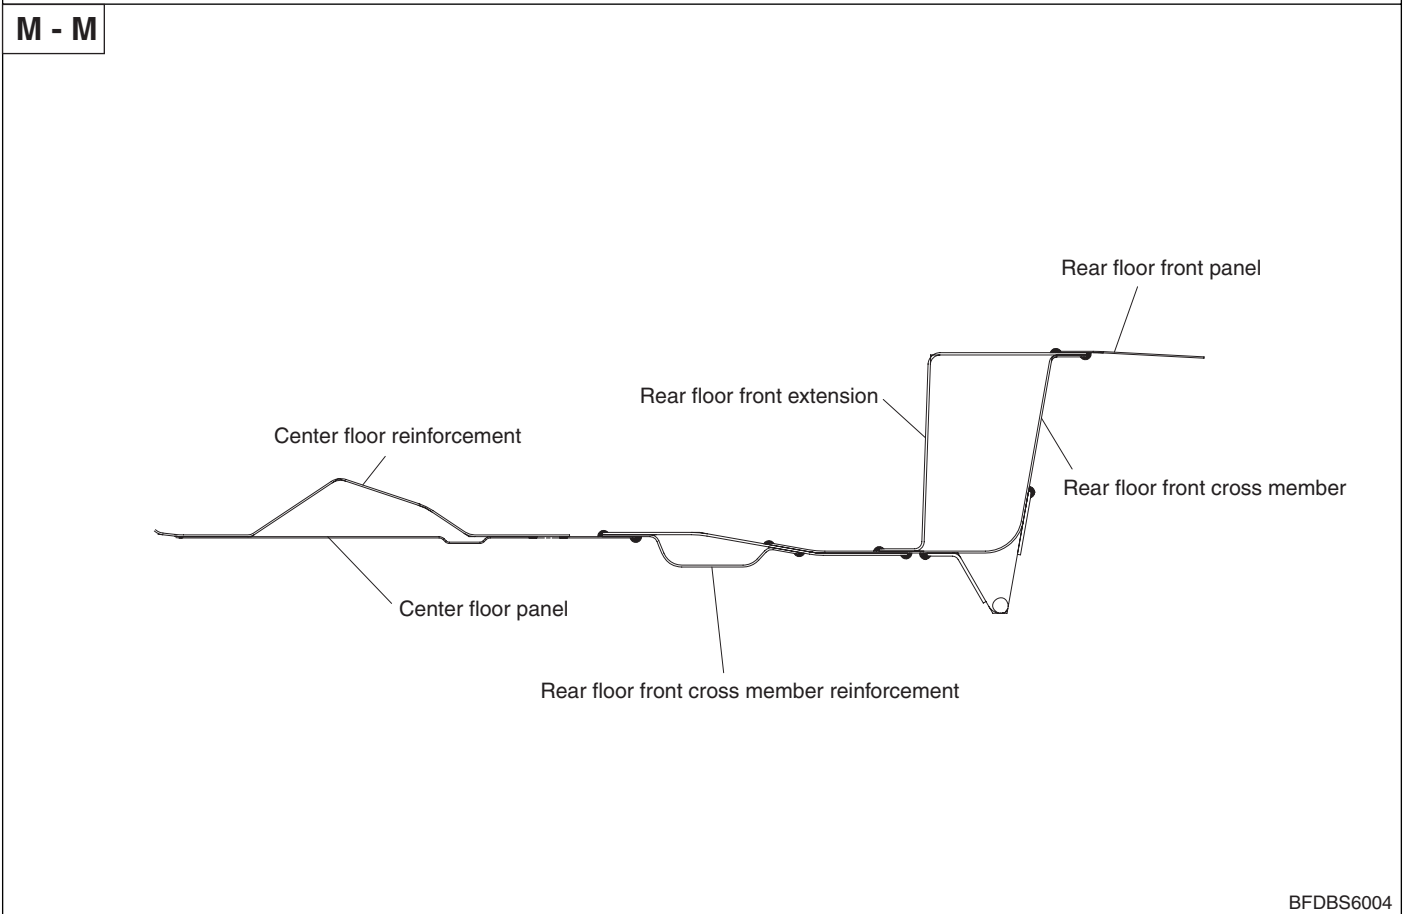 M - M
Rear floor front panel
Rear floor front extension
Center floor reinforcement
Rear floor front cross member
Center floor panel
Rear floor front cross member reinforcement
BFDBS6004